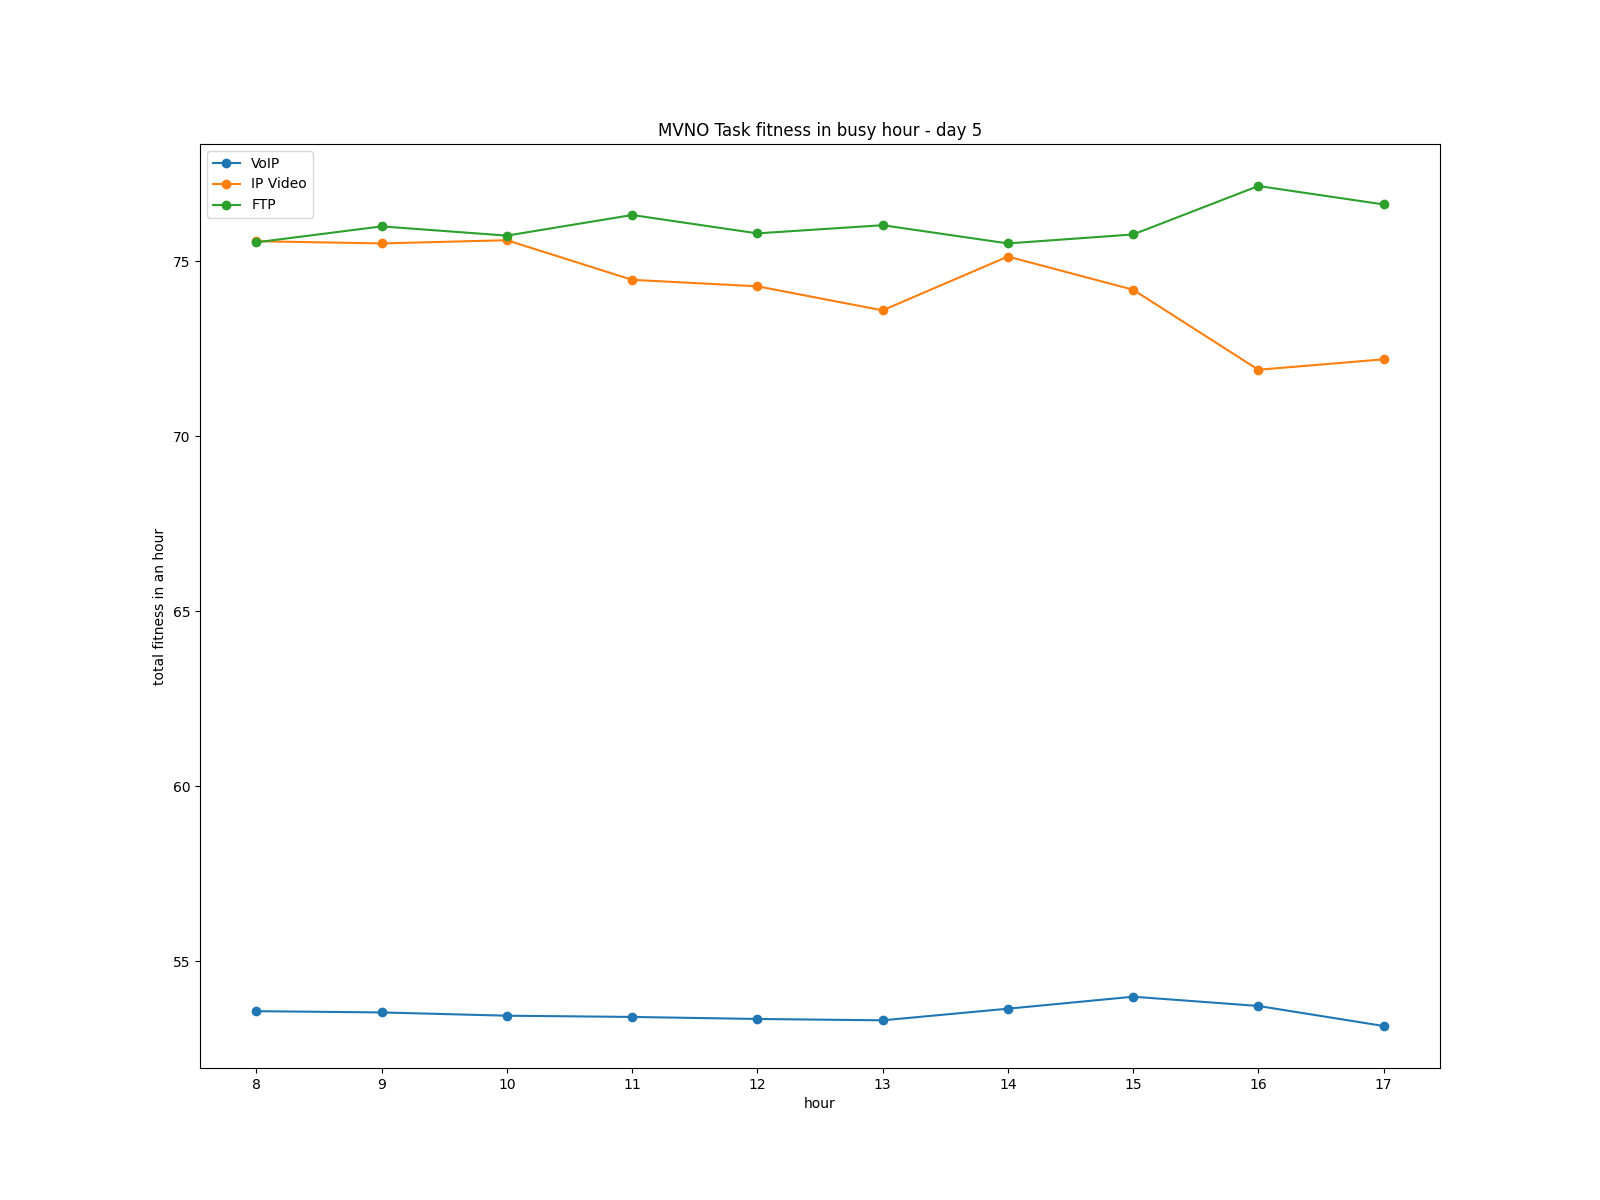 MVNO Task fitness in busy hour - day 5
VoIP
IP Video
FTP
75
70
65
60
55
total fitness in an hour
8 9 10 11 12 13 14 15 16 17
hour